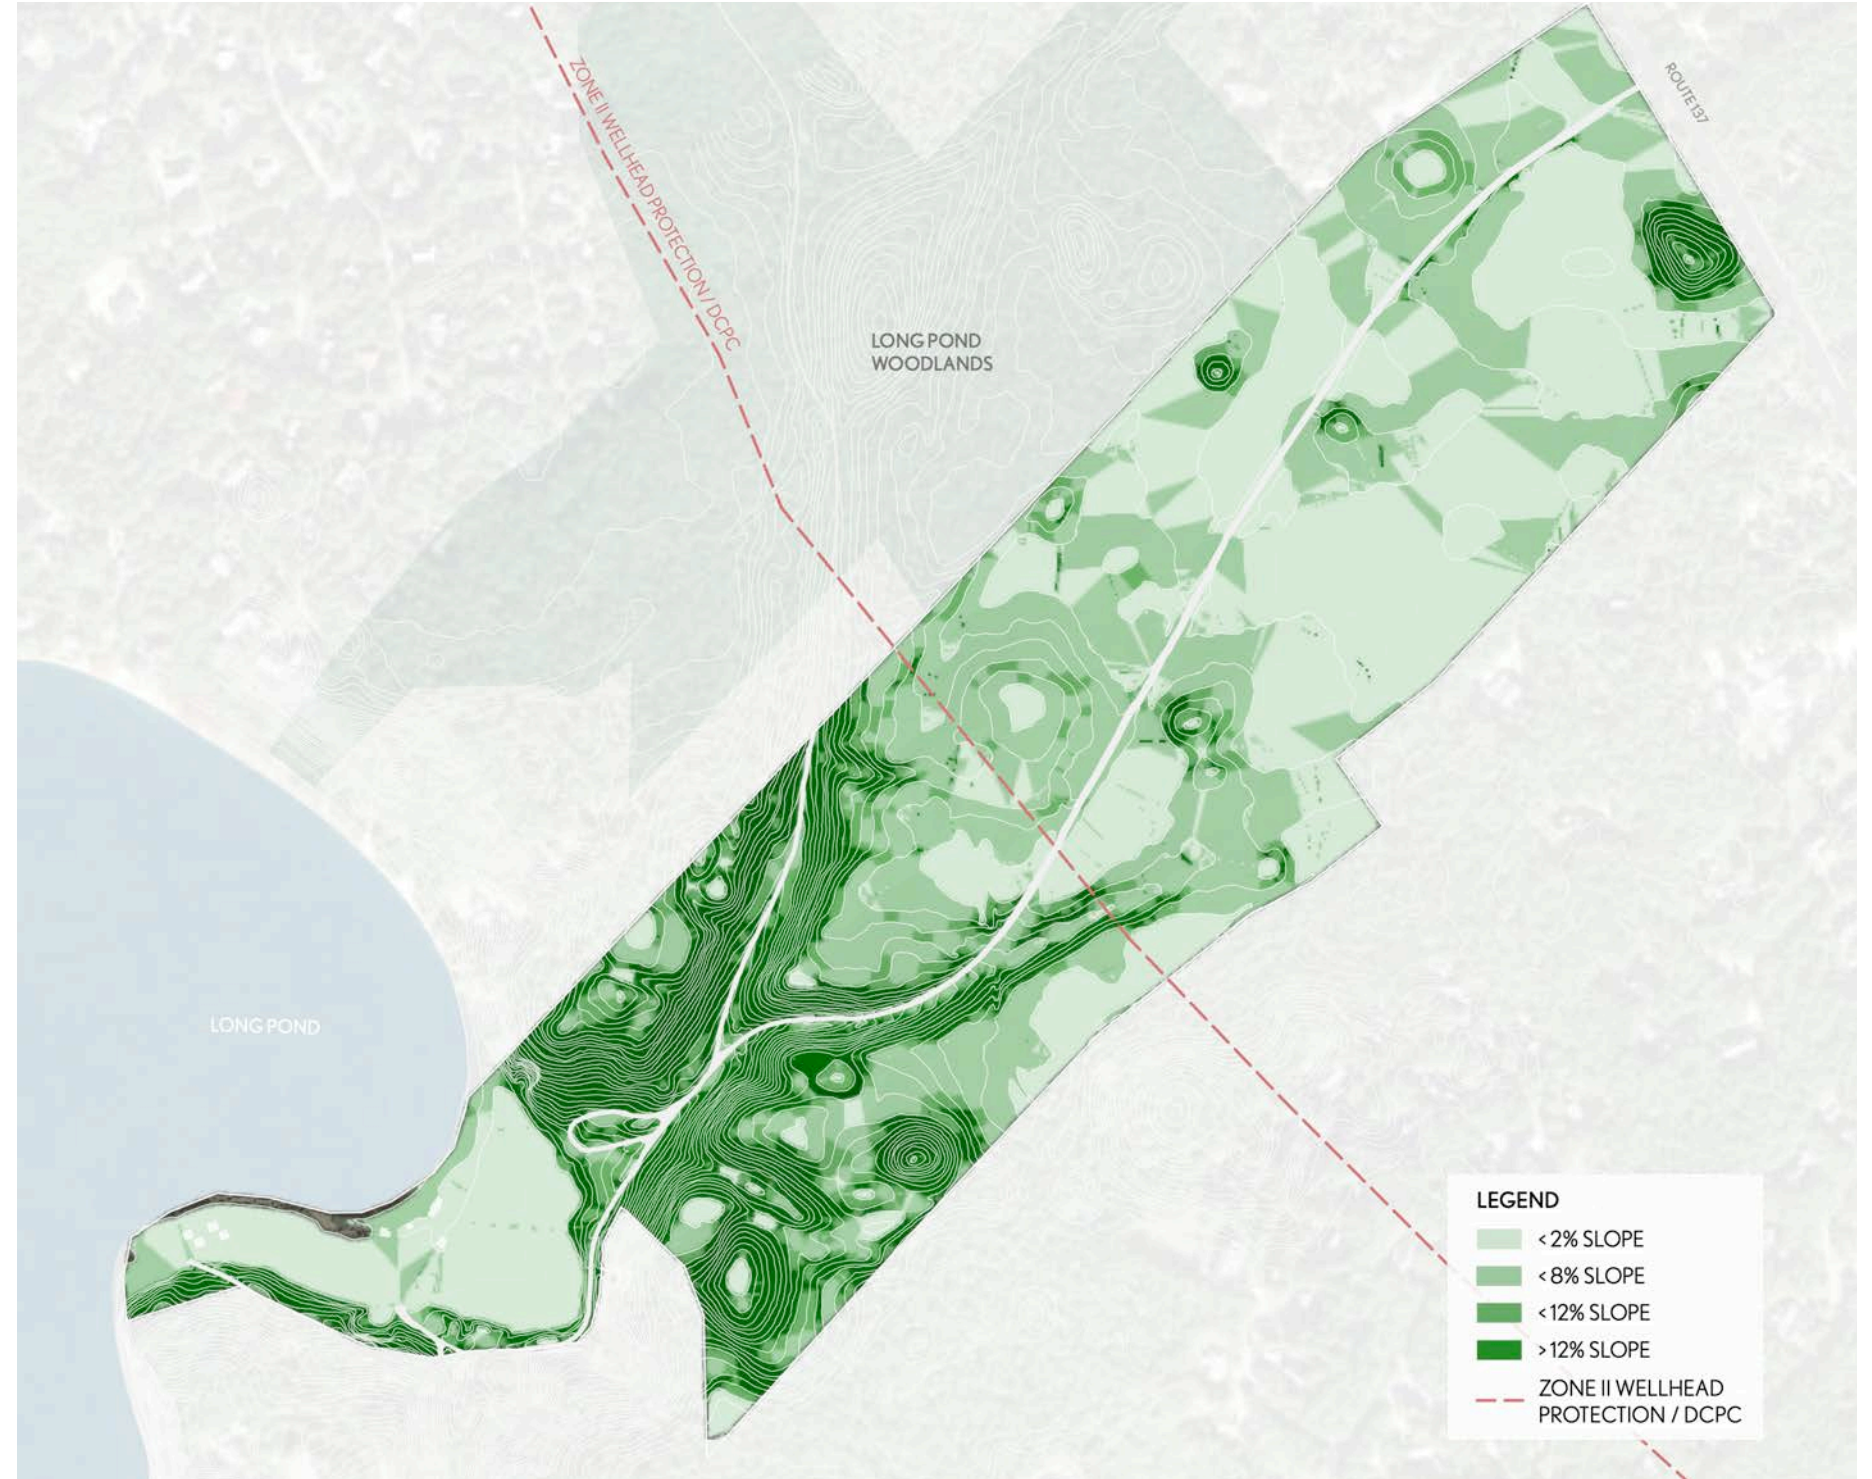 ZONE II WELLHEAD PROTECTION / DCPC
ROUTE 137
LONG POND
WOODLANDS
LONG POND
LEGEND
<2% SLOPE
<8% SLOPE
<12% SLOPE
>12% SLOPE
ZONE II WELLHEAD
PROTECTION / DCPC